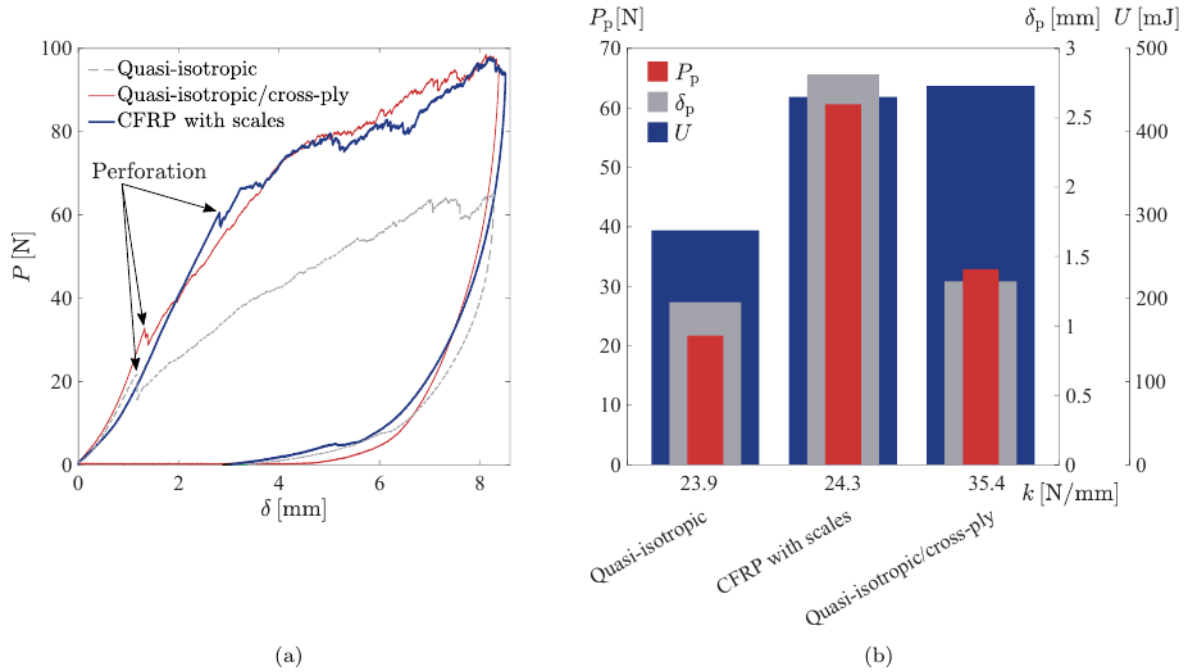 100
80
60
40
20
0
0 2 4 6 8
P [N]
δ [mm]
Quasi-isotropic
Quasi-isotropic/cross-ply
CFRP with scales
Perforation
(a)
Pp [N] δp [mm] U [mJ]
70
60
50
40
30
20
10
0
3
2.5
2
1.5
1
0.5
0
500
400
300
200
100
0
Pp
δp
U
23.9 24.3 35.4 k [N/mm]
Quasi-isotropic
CFRP with scales
Quasi-isotropic/cross-ply
(b)